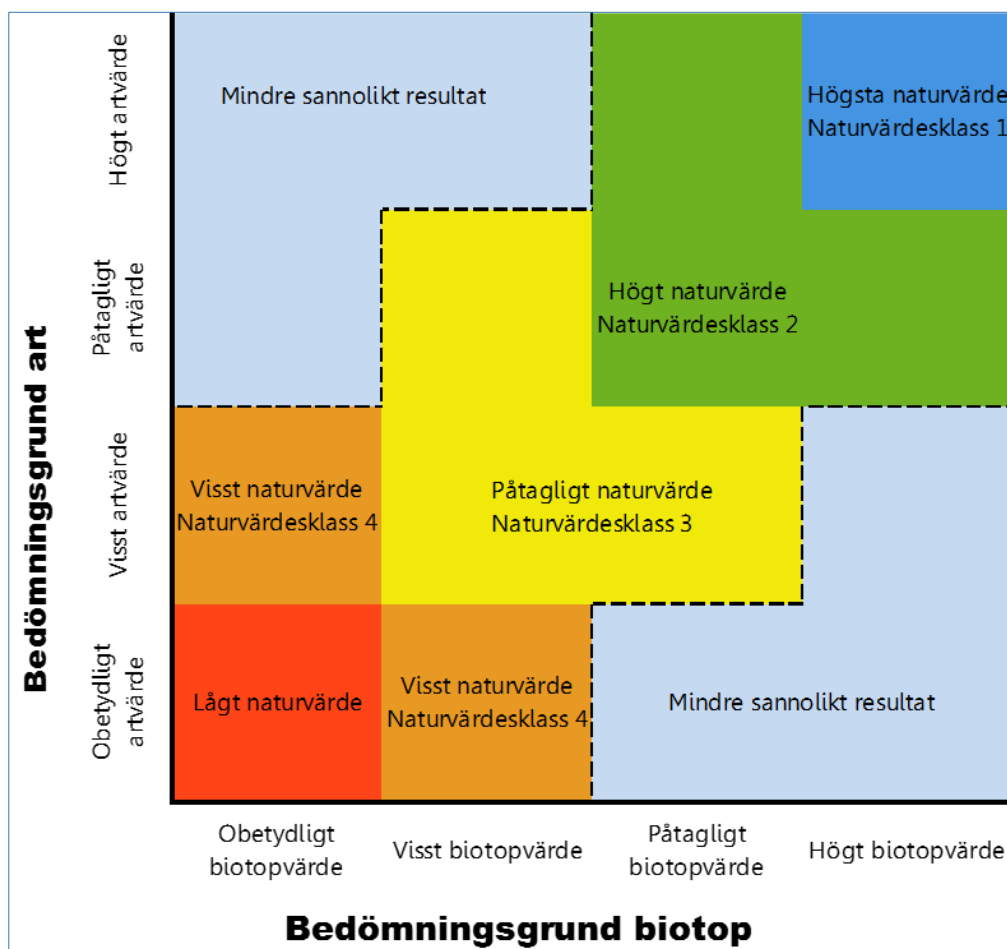 Bedömningsgrund art
Högt artvärde
Påtagligt
artvärde
Visst artvärde
Obetydligt
artvärde
Mindre sannolikt resultat
Högsta naturvärde
Naturvärdesklass 1
Högt naturvärde
Naturvärdesklass 2
Visst naturvärde
Naturvärdesklass 4
Påtagligt naturvärde
Naturvärdesklass 3
Lågt naturvärde
Visst naturvärde
Naturvärdesklass 4
Mindre sannolikt resultat
Obetydligt
biotopvärde
Visst biotopvärde
Påtagligt
biotopvärde
Högt biotopvärde
Bedömningsgrund biotop